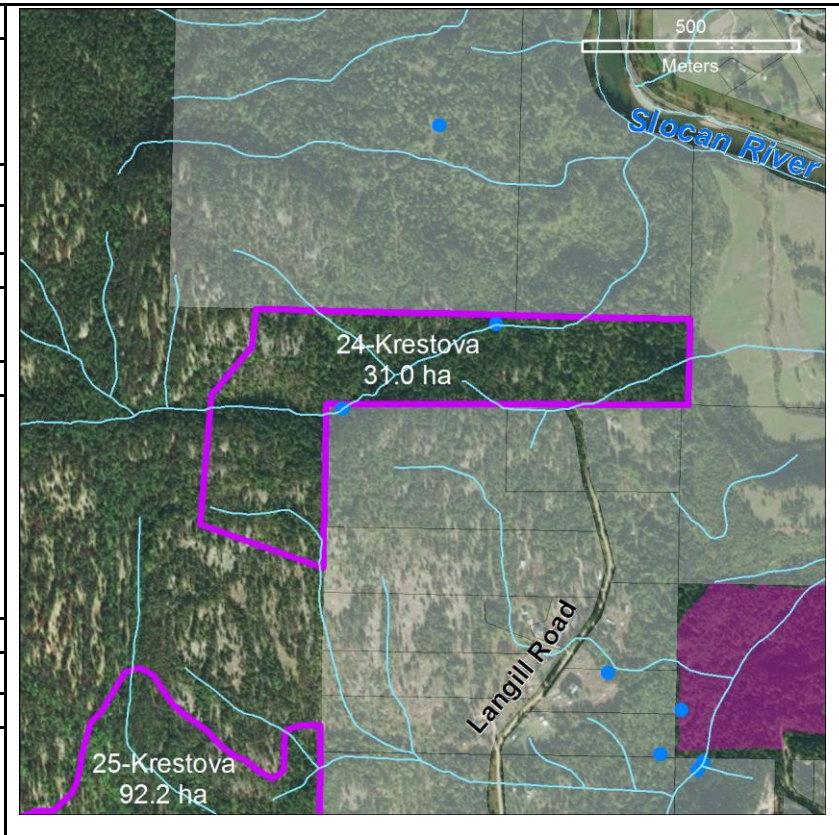 500
Meters
Slocan River
24-Krestova
31.0 ha
Langill Road
25-Krestova
92.2 ha